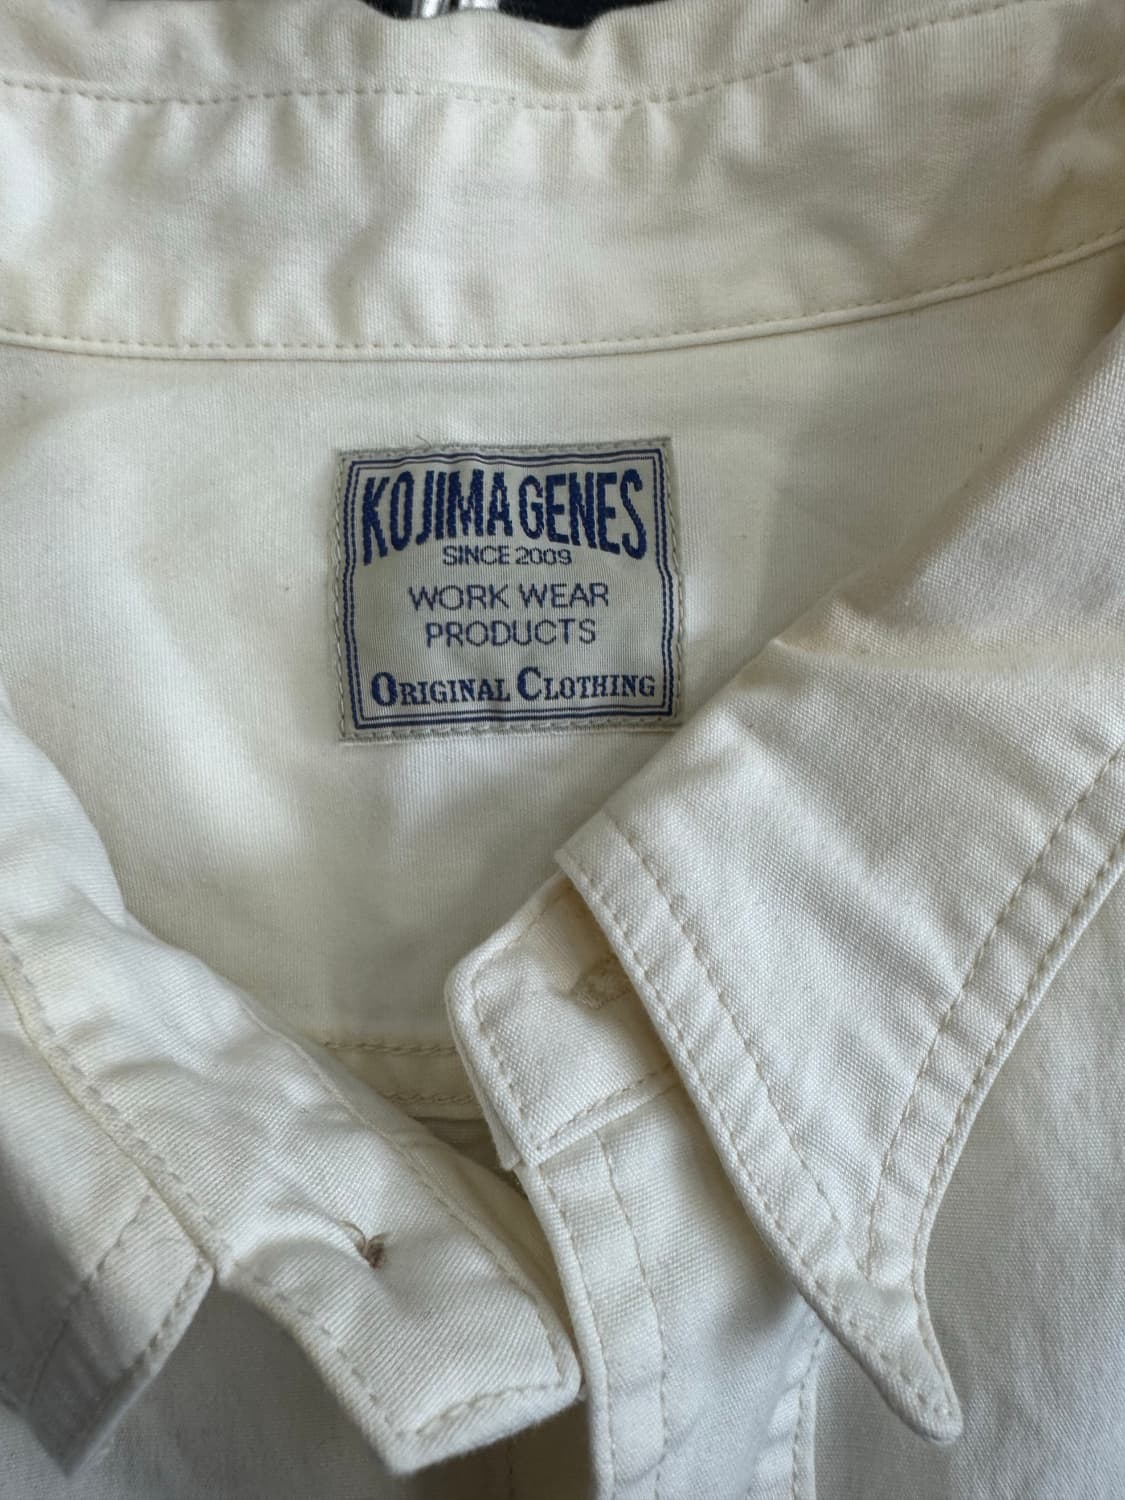 KOJIMA GENES
SINCE 2009
WORK WEAR
PRODUCTS
ORIGINAL CLOTHING